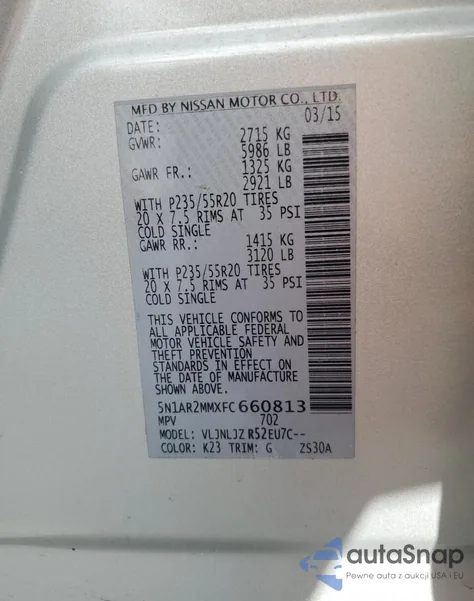 MFD BY NISSAN MOTOR CO., LTD.
DATE: 03/15
GVWR: 2715 KG
5986 LB
GAWR FR.: 1325 KG
2921 LB
WITH P235/55R20 TIRES
20 X 7.5 RIMS AT 35 PSI
COLD SINGLE
GAWR RR.: 1415 KG
3120 LB
WITH P235/55R20 TIRES
20 X 7.5 RIMS AT 35 PSI
COLD SINGLE
THIS VEHICLE CONFORMS TO
ALL APPLICABLE FEDERAL
MOTOR VEHICLE SAFETY AND
THEFT PREVENTION
STANDARDS IN EFFECT ON
THE DATE OF MANUFACTURE
SHOWN ABOVE.
5N1AR2MMXFC660813
MPV 702
MODEL: VLJNLJZ R52EU7C--
COLOR: K23 TRIM: G ZS30A
autoSnap
Pewne auta z aukcji USA i EU